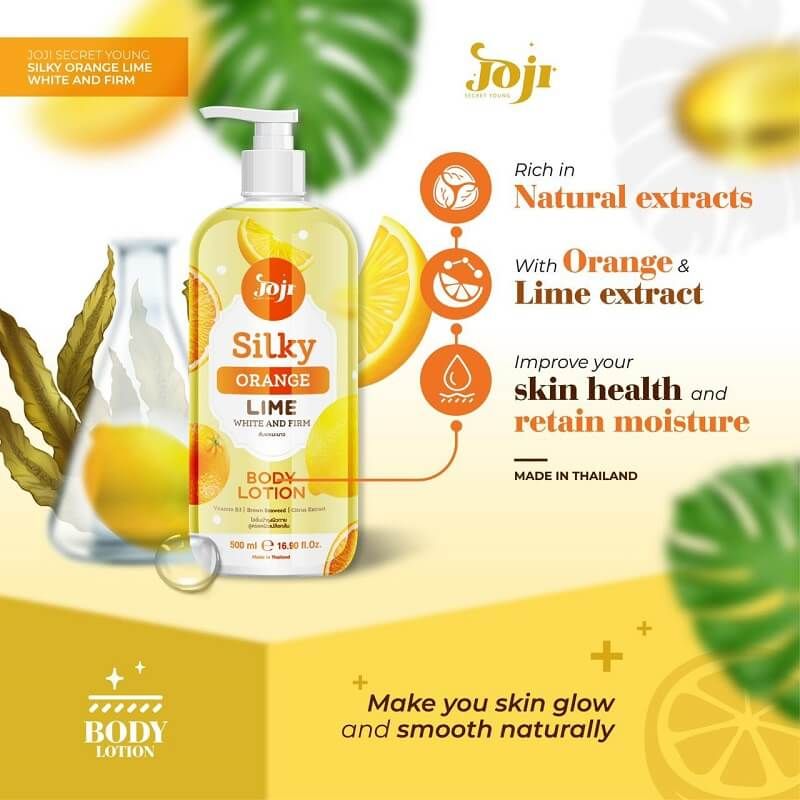 JOJI SECRET YOUNG
SILKY ORANGE LIME
WHITE AND FIRM
Joji
SECRET YOUNG
Rich in
Natural extracts
With Orange &
Lime extract
Improve your
skin health and
retain moisture
MADE IN THAILAND
Joji
Silky
ORANGE
LIME
WHITE AND FIRM
BODY
LOTION
Vitamin B3 | Brown Seaweed | Citrus Extract
500 ml ℮ 16.90 fl.Oz.
Made in Thailand
BODY
LOTION
Make you skin glow
and smooth naturally